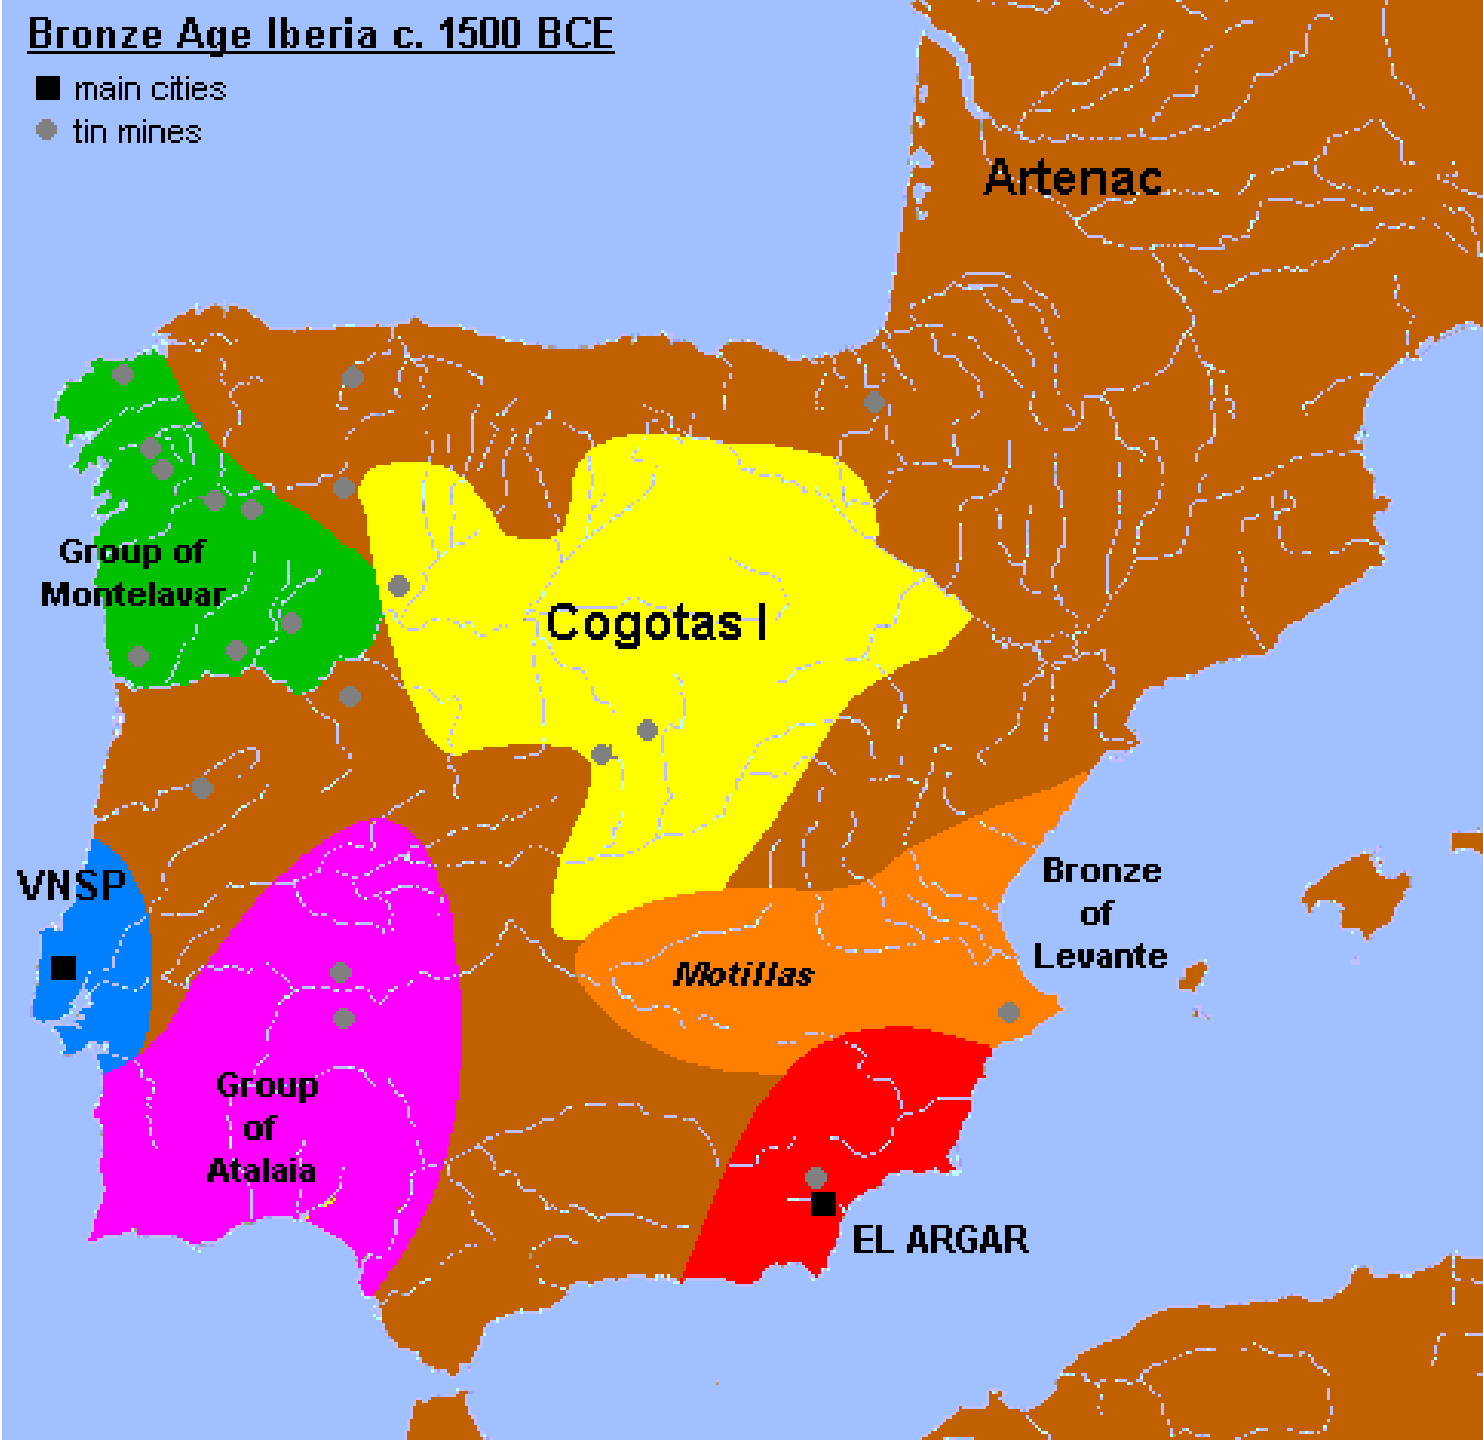 Bronze Age Iberia c. 1500 BCE
main cities
tin mines
Artenac
Group of
Montelavar
Cogotas I
VNSP
Bronze
of
Levante
Motillas
Group
of
Atalaia
EL ARGAR